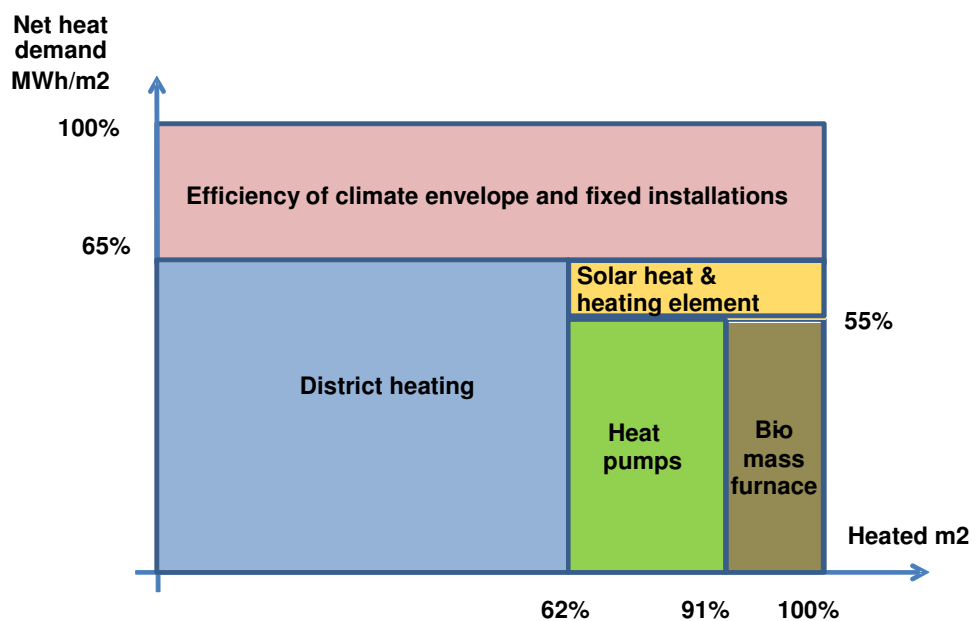 Net heat
demand
MWh/m2
100%
Efficiency of climate envelope and fixed installations
65%
Solar heat &
heating element
55%
District heating
Heat
pumps
Bio-
mass
furnace
Heated m2
62%
91%
100%